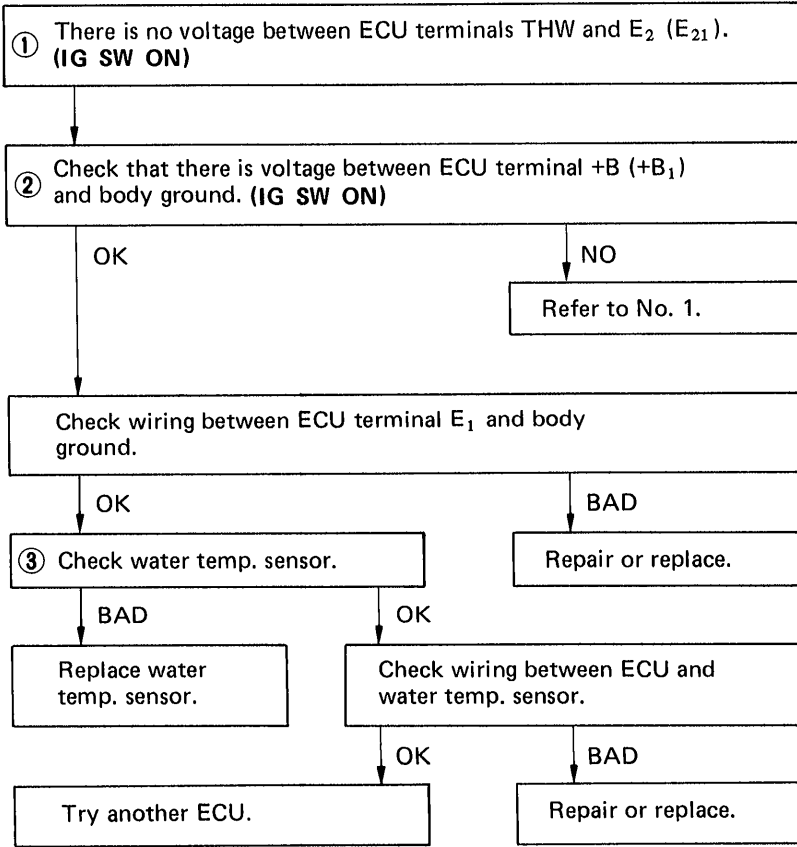 ① There is no voltage between ECU terminals THW and E₂ (E₂₁).
(IG SW ON)
② Check that there is voltage between ECU terminal +B (+B₁)
and body ground. (IG SW ON)
OK
NO
Refer to No. 1.
Check wiring between ECU terminal E₁ and body
ground.
OK
BAD
③ Check water temp. sensor.
Repair or replace.
BAD
OK
Replace water
temp. sensor.
Check wiring between ECU and
water temp. sensor.
OK
BAD
Try another ECU.
Repair or replace.